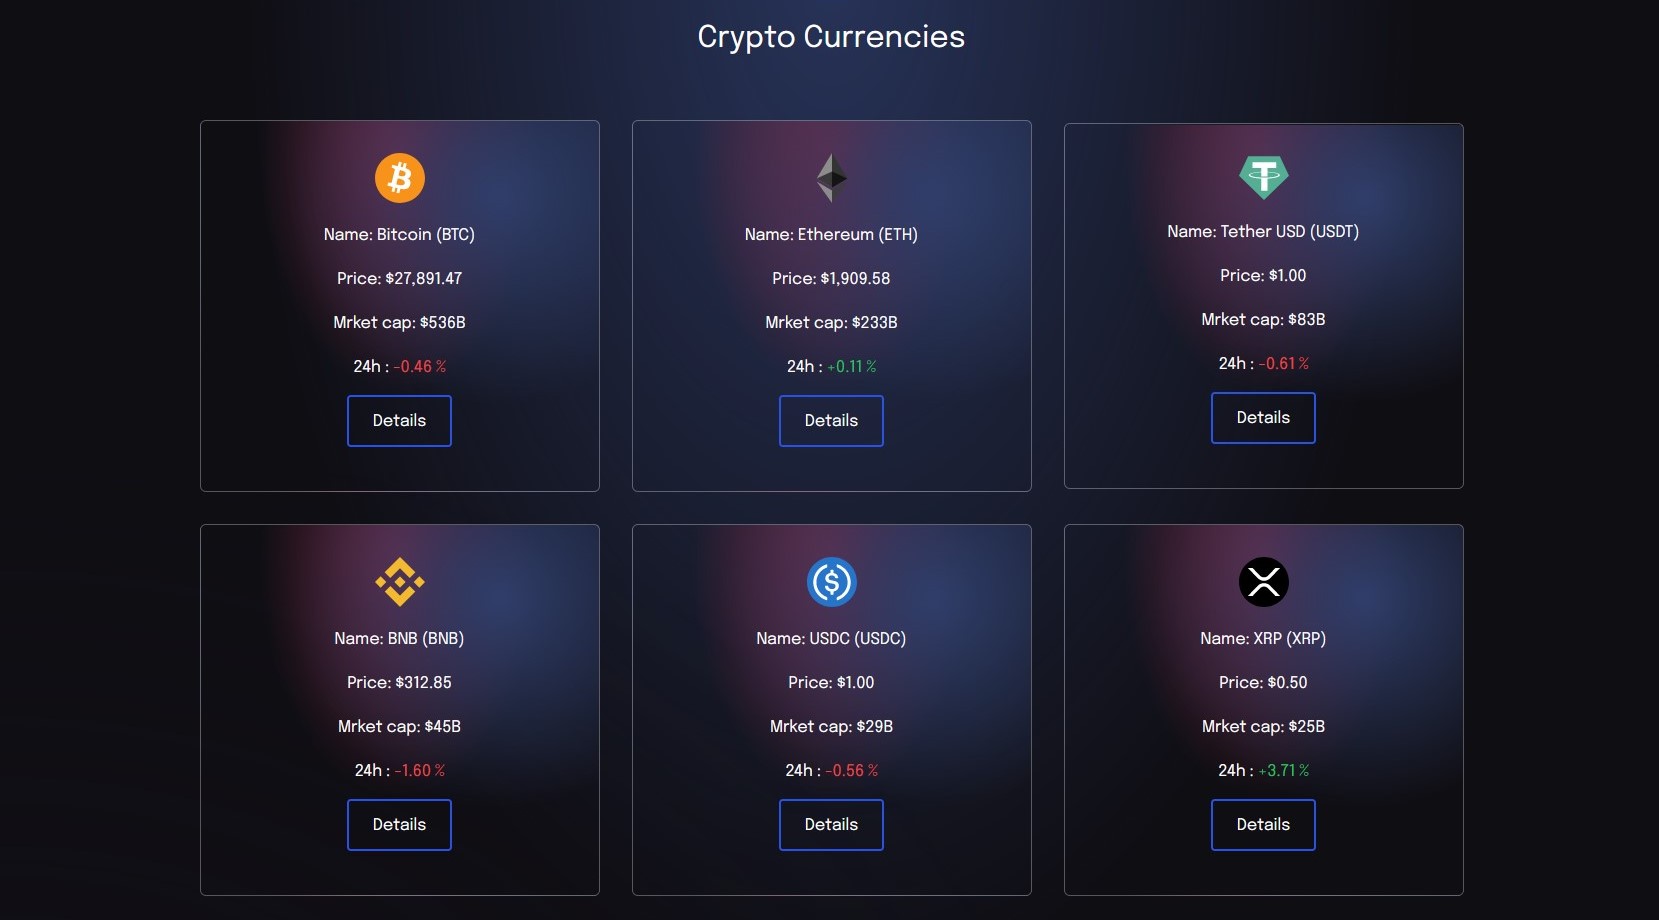 Crypto Currencies
Name: Bitcoin (BTC)
Price: $27,891.47
Mrket cap: $536B
24h : -0.46 %
Details
Name: Ethereum (ETH)
Price: $1,909.58
Mrket cap: $233B
24h : +0.11 %
Details
Name: Tether USD (USDT)
Price: $1.00
Mrket cap: $83B
24h : -0.61 %
Details
Name: BNB (BNB)
Price: $312.85
Mrket cap: $45B
24h : -1.60 %
Details
Name: USDC (USDC)
Price: $1.00
Mrket cap: $29B
24h : -0.56 %
Details
Name: XRP (XRP)
Price: $0.50
Mrket cap: $25B
24h : +3.71 %
Details